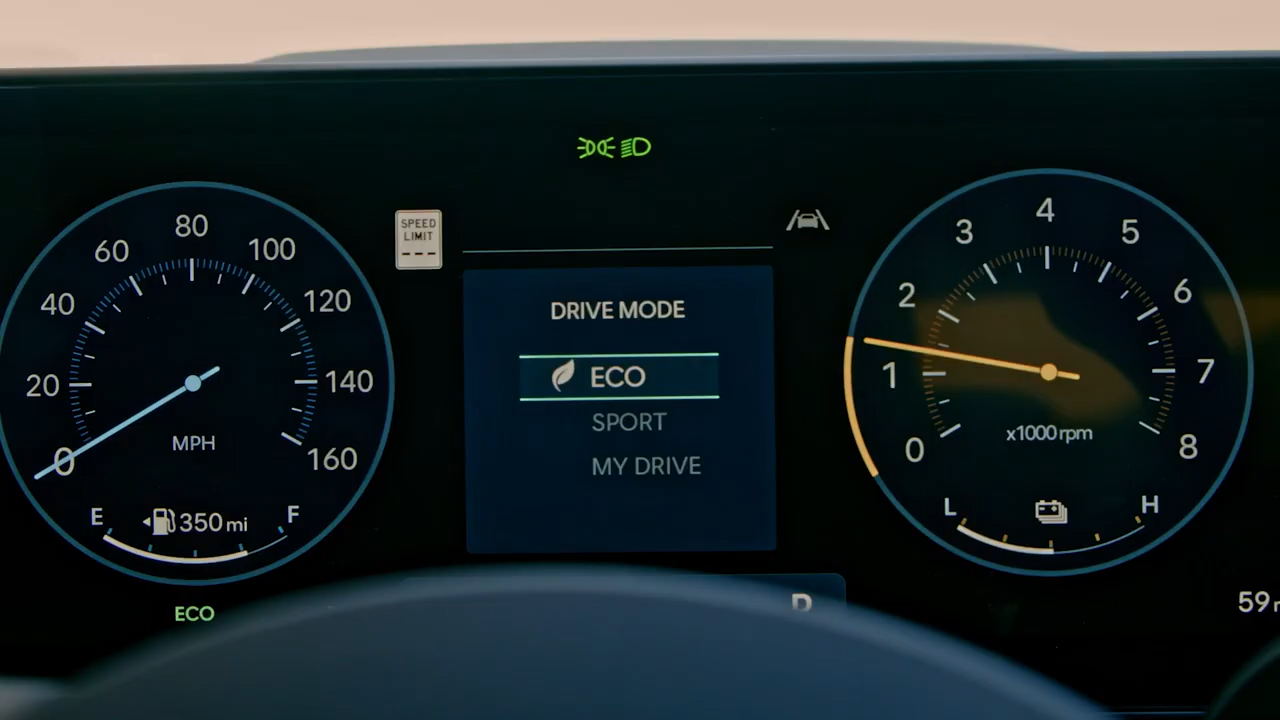 80
60
100
40
120
20
140
0
160
MPH
E
350 mi
F
ECO
SPEED
LIMIT
---
DRIVE MODE
ECO
SPORT
MY DRIVE
D
4
3
5
2
6
1
7
0
8
x1000 rpm
L
H
59